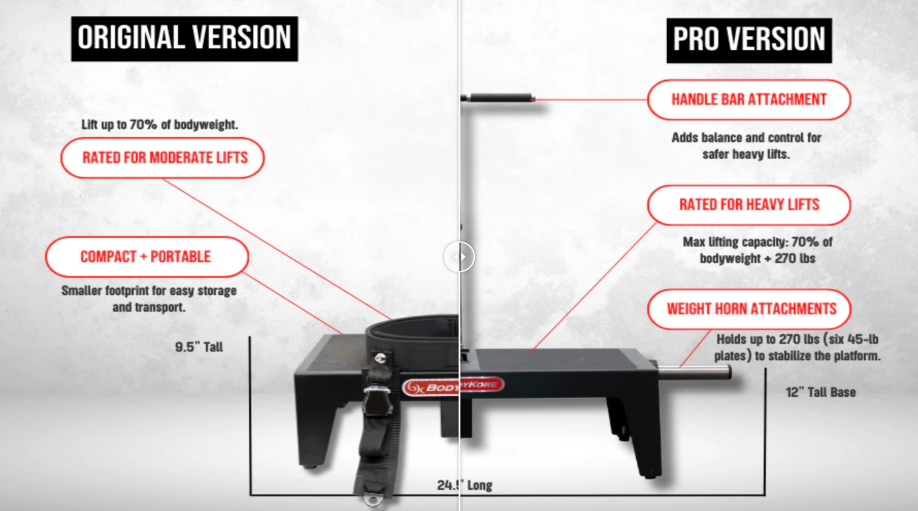 ORIGINAL VERSION
PRO VERSION
Lift up to 70% of bodyweight.
RATED FOR MODERATE LIFTS
COMPACT + PORTABLE
Smaller footprint for easy storage
and transport.
9.5" Tall
HANDLE BAR ATTACHMENT
Adds balance and control for
safer heavy lifts.
RATED FOR HEAVY LIFTS
Max lifting capacity: 70% of
bodyweight + 270 lbs
WEIGHT HORN ATTACHMENTS
Holds up to 270 lbs (six 45-lb
plates) to stabilize the platform.
12" Tall Base
24.5" Long